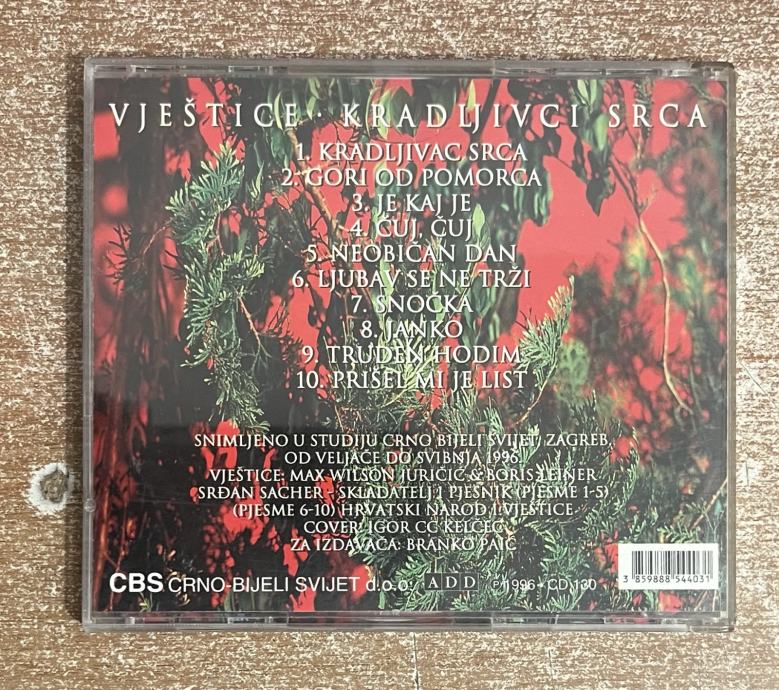 VJEŠTICE · KRADLJIVCI SRCA
1. KRADLJIVAC SRCA
2. GORI OD POMORCA
3. JE KAJ JE
4. ČUJ, ČUJ
5. NEOBIČAN DAN
6. LJUBAV SE NE TRŽI
7. SNOČKA
8. JANKO
9. TRUDEN HODIM
10. PRIŠEL MI JE LIST
SNIMLJENO U STUDIJU CRNO BIJELI SVIJET, ZAGREB,
OD VELJAČE DO SVIBNJA 1996.
VJEŠTICE: MAX WILSON JURIČIĆ & BORIS LEINER
SRĐAN SACHER - SKLADATELJ I PJESNIK (PJESME 1-5)
(PJESME 6-10) HRVATSKI NAROD I VJEŠTICE
COVER: IGOR CC KELČEC
ZA IZDAVAČA: BRANKO PAIĆ
CBS CRNO-BIJELI SVIJET d.o.o. ADD P 1996 - CD 130
3 859888 544031